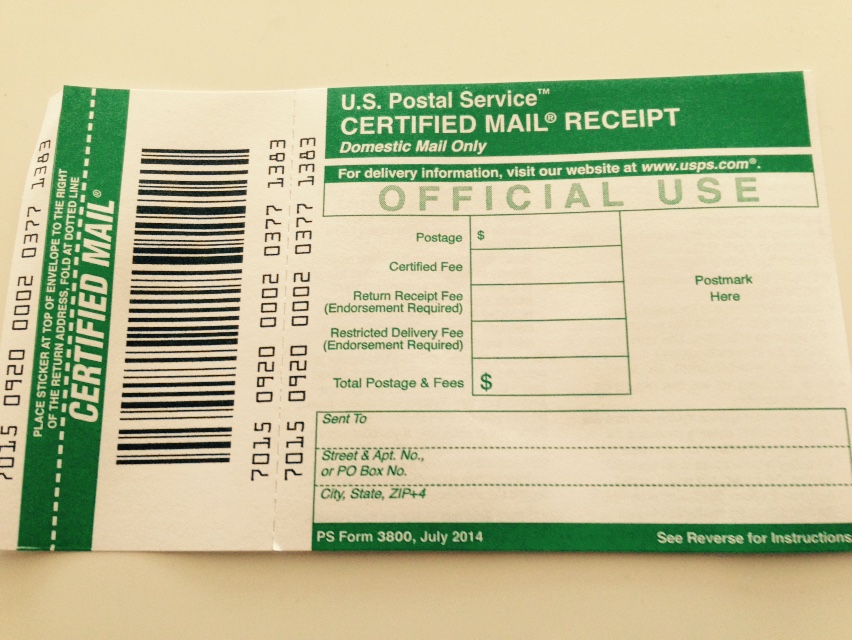 7015 0920 0002 0377 1383
PLACE STICKER AT TOP OF ENVELOPE TO THE RIGHT
OF THE RETURN ADDRESS, FOLD AT DOTTED LINE
CERTIFIED MAIL®
7015 0920 0002 0377 1383
7015 0920 0002 0377 1383
U.S. Postal Service™
CERTIFIED MAIL® RECEIPT
Domestic Mail Only
For delivery information, visit our website at www.usps.com®.
OFFICIAL USE
Postage $
Certified Fee
Return Receipt Fee
(Endorsement Required)
Restricted Delivery Fee
(Endorsement Required)
Total Postage & Fees $
Postmark
Here
Sent To
Street & Apt. No.,
or PO Box No.
City, State, ZIP+4
PS Form 3800, July 2014 See Reverse for Instructions